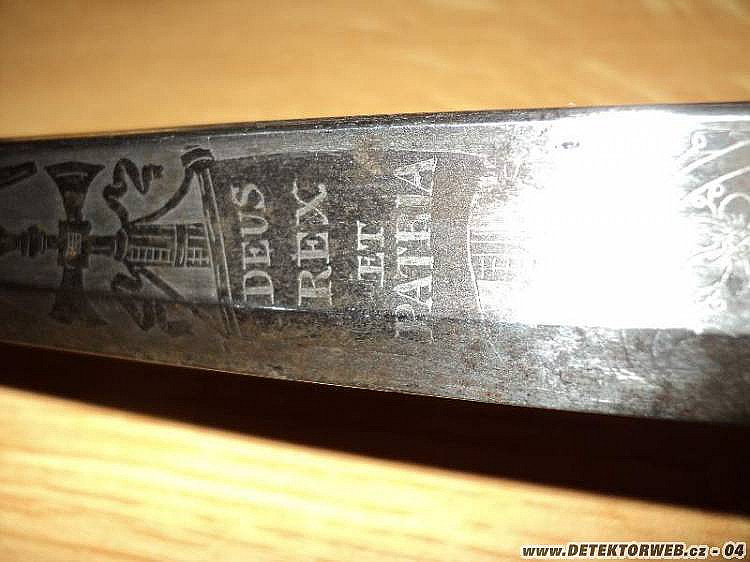 DEUS
REX
ET
PATRIA
www.DETEKTORWEB.cz - 04